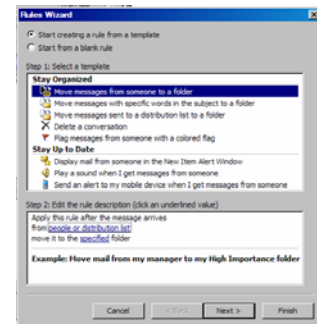 Rules Wizard
Start creating a rule from a template
Start from a blank rule
Step 1: Select a template
Stay Organized
Move messages from someone to a folder
Move messages with specific words in the subject to a folder
Move messages sent to a distribution list to a folder
Delete a conversation
Flag messages from someone with a colored flag
Stay Up to Date
Display mail from someone in the New Item Alert Window
Play a sound when I get messages from someone
Send an alert to my mobile device when I get messages from someone
Step 2: Edit the rule description (click an underlined value)
Apply this rule after the message arrives
from people or distribution list
move it to the specified folder
Example: Move mail from my manager to my High Importance folder
Cancel < Back Next > Finish